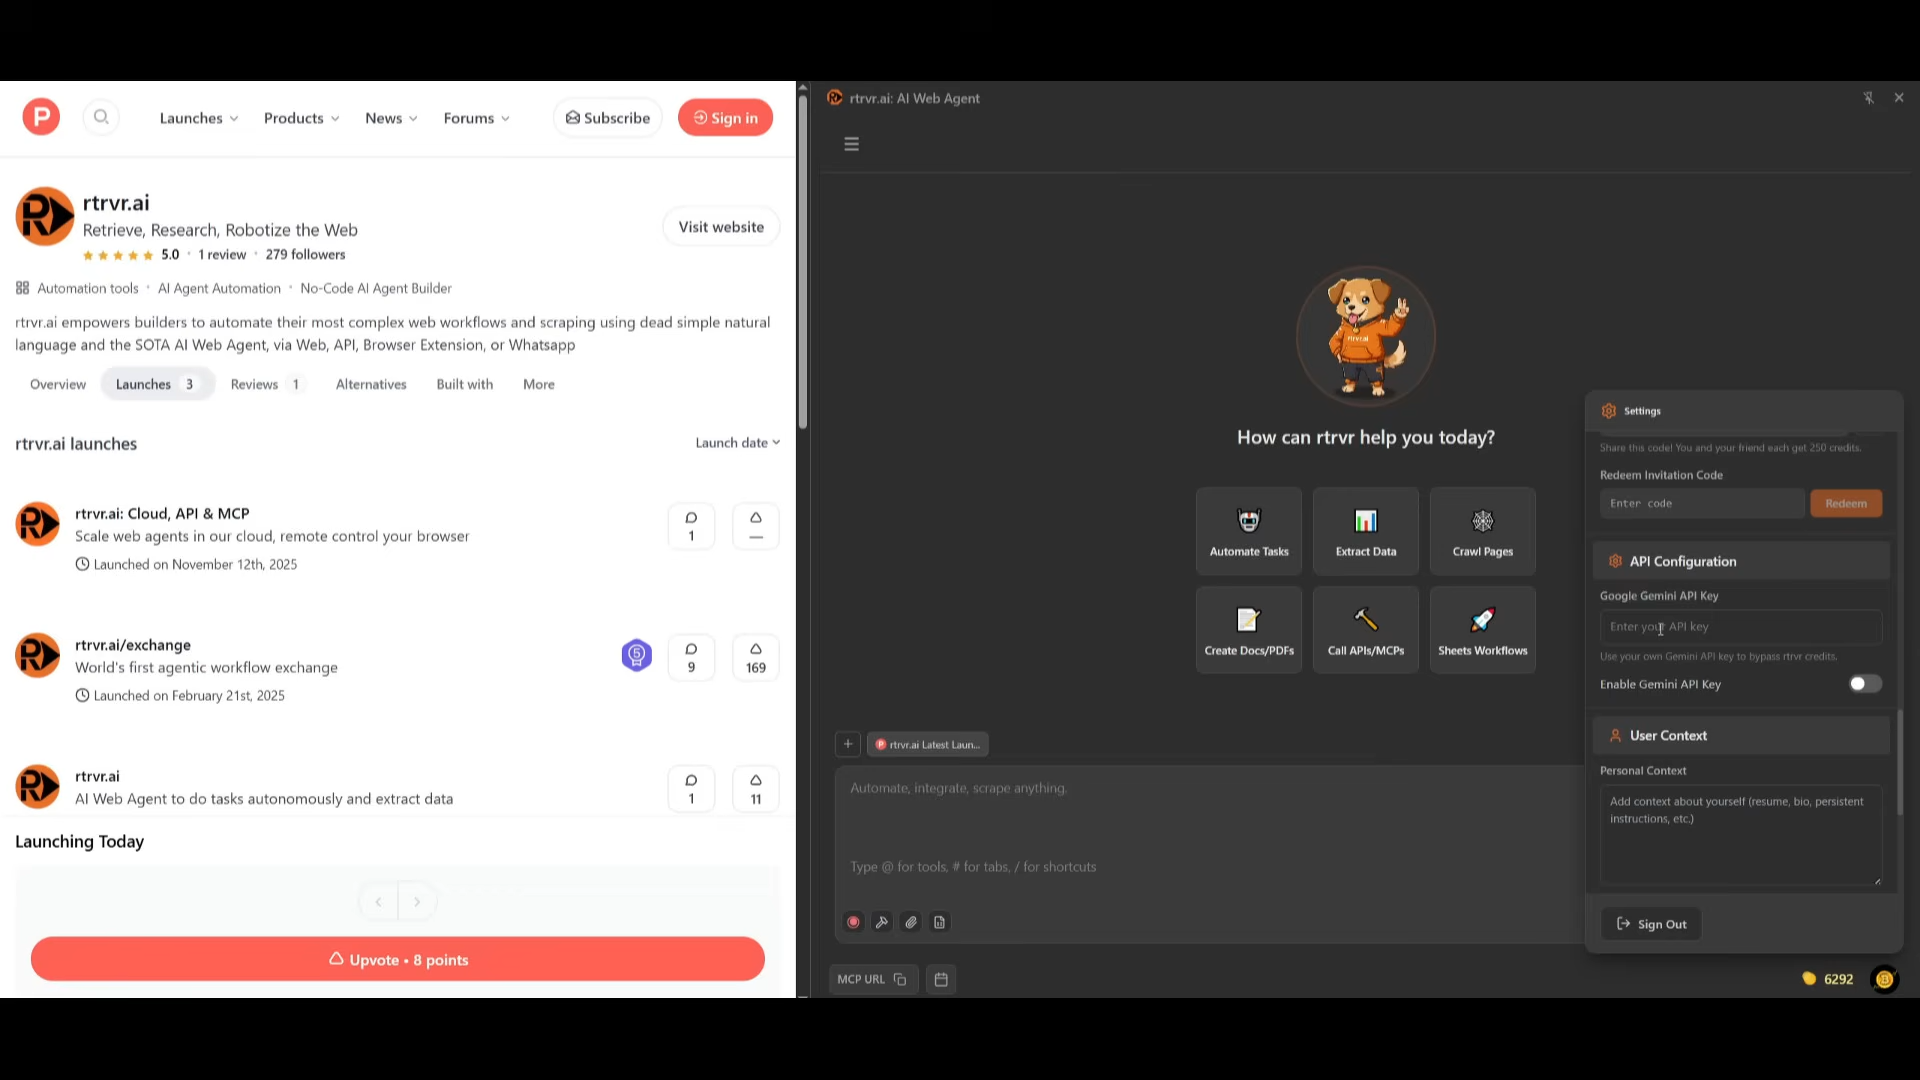 Launches
Products
News
Forums
Subscribe
Sign in
rtrvr.ai
Retrieve, Research, Robotize the Web
5.0 · 1 review · 279 followers
Visit website
Automation tools · AI Agent Automation · No-Code AI Agent Builder
rtrvr.ai empowers builders to automate their most complex web workflows and scraping using dead simple natural
language and the SOTA AI Web Agent, via Web, API, Browser Extension, or Whatsapp
Overview
Launches 3
Reviews 1
Alternatives
Built with
More
rtrvr.ai launches
Launch date
rtrvr.ai: Cloud, API & MCP
Scale web agents in our cloud, remote control your browser
Launched on November 12th, 2025
1
—
rtrvr.ai/exchange
World's first agentic workflow exchange
Launched on February 21st, 2025
5
9
169
rtrvr.ai
AI Web Agent to do tasks autonomously and extract data
1
11
Launching Today
Upvote • 8 points
rtrvr.ai: AI Web Agent
rtrvr.ai
How can rtrvr help you today?
Automate Tasks
Extract Data
Crawl Pages
Create Docs/PDFs
Call APIs/MCPs
Sheets Workflows
rtrvr.ai Latest Laun...
Automate, integrate, scrape anything.
Type @ for tools, # for tabs, / for shortcuts
MCP URL
Settings
Share this code! You and your friend each get 250 credits.
Redeem Invitation Code
Enter code
Redeem
API Configuration
Google Gemini API Key
Enter your API key
Use your own Gemini API key to bypass rtrvr credits.
Enable Gemini API Key
User Context
Personal Context
Add context about yourself (resume, bio, persistent
instructions, etc.)
Sign Out
6292